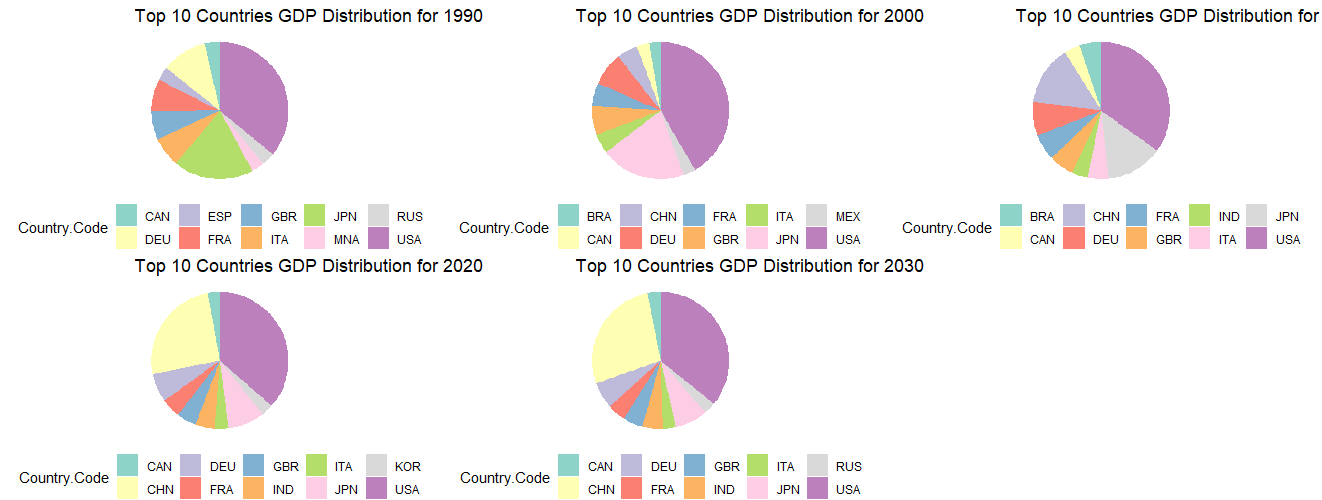 Top 10 Countries GDP Distribution for 1990
CAN ESP GBR JPN RUS
Country.Code
DEU FRA ITA MNA USA
Top 10 Countries GDP Distribution for 2000
BRA CHN FRA ITA MEX
Country.Code
CAN DEU GBR JPN USA
Top 10 Countries GDP Distribution for
BRA CHN FRA IND JPN
Country.Code
CAN DEU GBR ITA USA
Top 10 Countries GDP Distribution for 2020
CAN DEU GBR ITA KOR
Country.Code
CHN FRA IND JPN USA
Top 10 Countries GDP Distribution for 2030
CAN DEU GBR ITA RUS
Country.Code
CHN FRA IND JPN USA